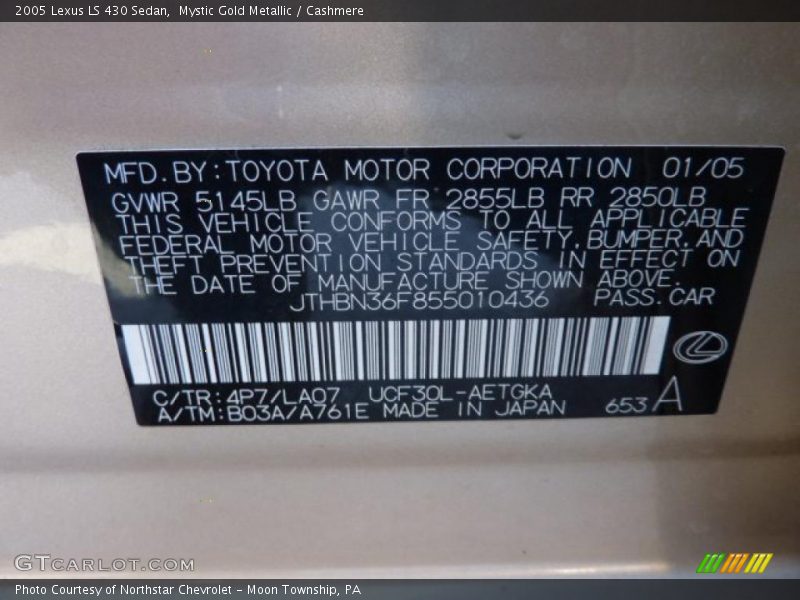 2005 Lexus LS 430 Sedan,  Mystic Gold Metallic / Cashmere
MFD. BY: TOYOTA MOTOR CORPORATION 01/05
GVWR 5145LB GAWR FR 2855LB RR 2850LB
THIS VEHICLE CONFORMS TO ALL APPLICABLE
FEDERAL MOTOR VEHICLE SAFETY, BUMPER, AND
THEFT PREVENTION STANDARDS IN EFFECT ON
THE DATE OF MANUFACTURE SHOWN ABOVE.
JTHBN36F855010436 PASS. CAR
C/TR: 4P7/LA07 UCF30L-AETGKA
A/TM: B03A/A761E MADE IN JAPAN 653 A
GTCARLOT.COM
Photo Courtesy of Northstar Chevrolet - Moon Township, PA